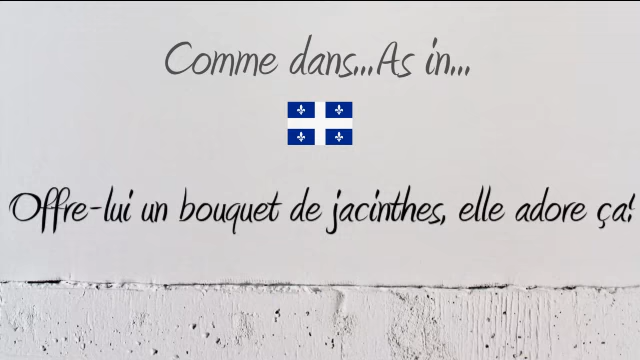 Comme dans...As in...
Offre-lui un bouquet de jacinthes, elle adore ça!